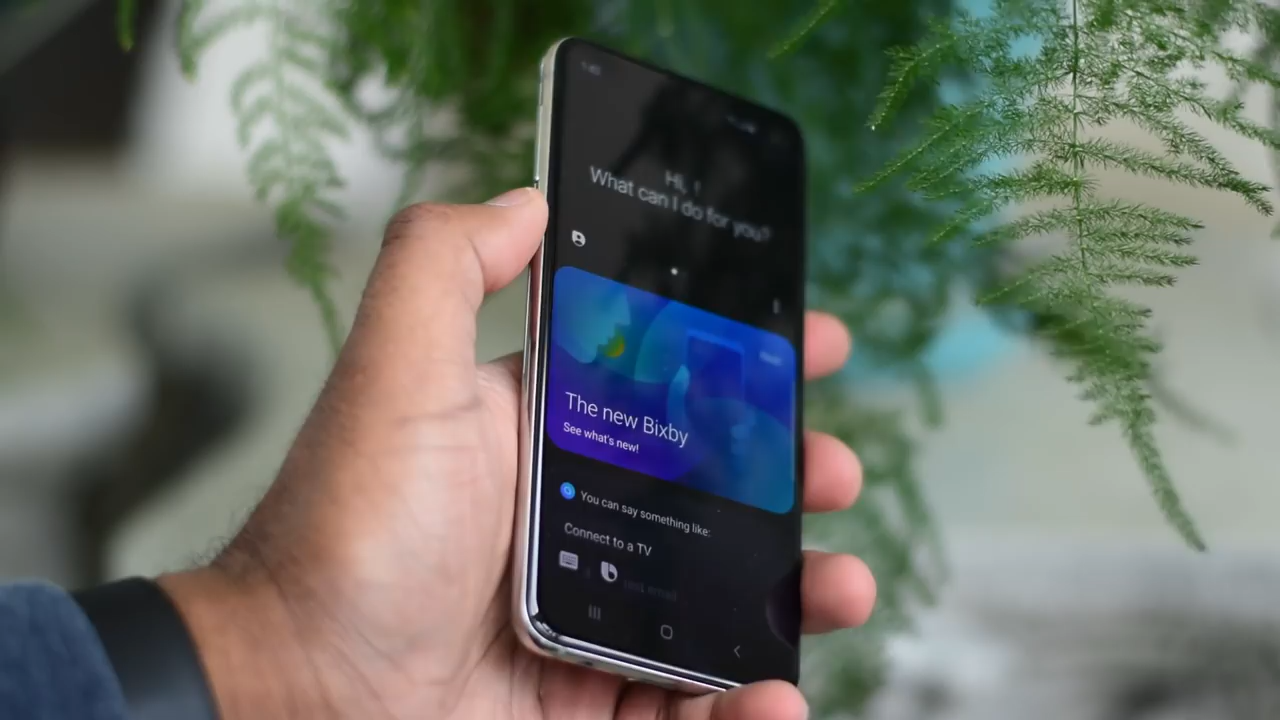 Hi, !
What can I do for you?
The new Bixby
See what's new!
You can say something like:
Connect to a TV